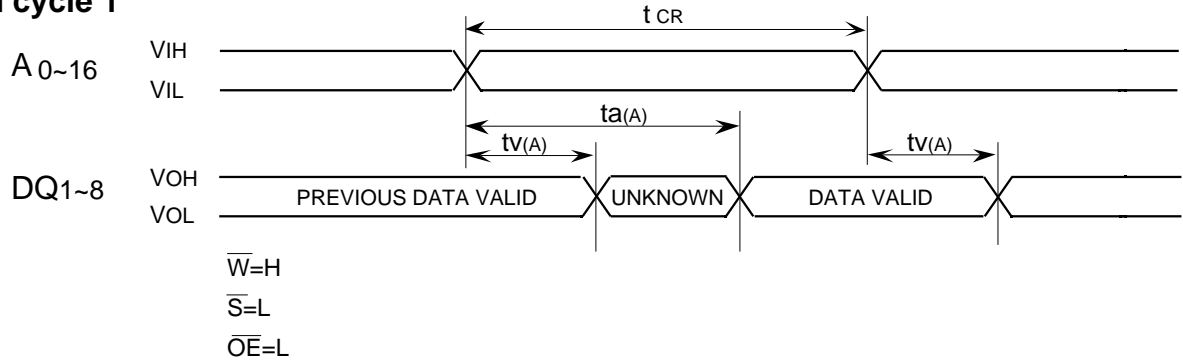 cycle 1
t CR
A 0~16
VIH
VIL
ta(A)
tv(A)
tv(A)
DQ1~8
VOH
VOL
PREVIOUS DATA VALID
UNKNOWN
DATA VALID
W=H
S=L
OE=L